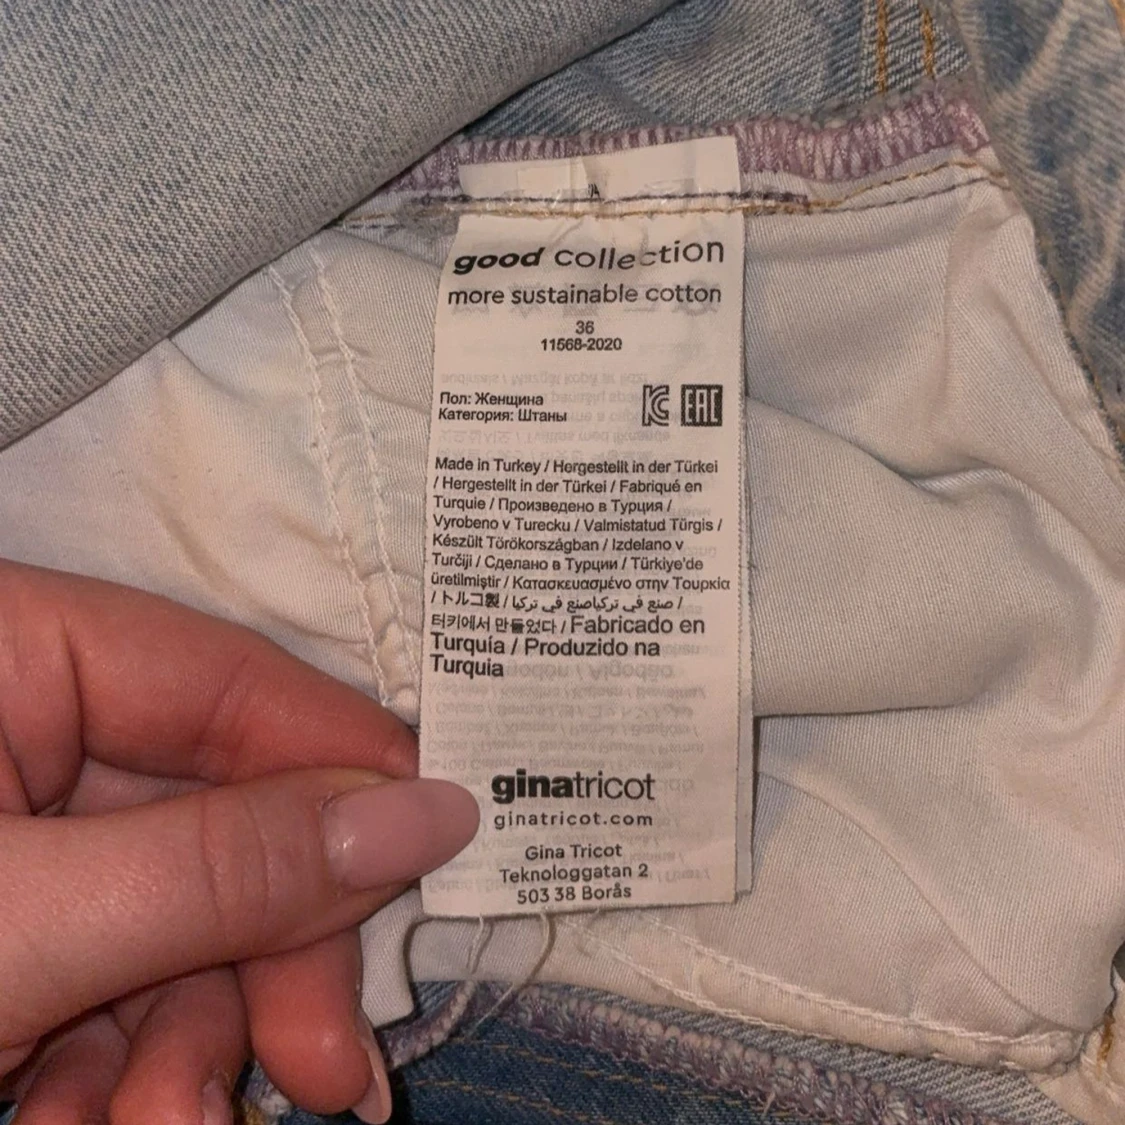 good collection
more sustainable cotton
36
11568-2020
Пол: Женщина
Категория: Штаны
EAC
Made in Turkey / Hergestellt in der Türkei
/ Hergestellt in der Türkei / Fabriqué en
Turquie / Произведено в Турция /
Vyrobeno v Turecku / Valmistatud Türgis /
Készült Törökországban / Izdelano v
Turčiji / Сделано в Турции / Türkiye'de
üretilmiştir / Κατασκευασμένο στην Τουρκία
/ トルコ製 / صنع في تركياصنع في تركيا /
터키에서 만들었다 / Fabricado en
Turquía / Produzido na
Turquia
ginatricot
ginatricot.com
Gina Tricot
Teknologgatan 2
503 38 Borås